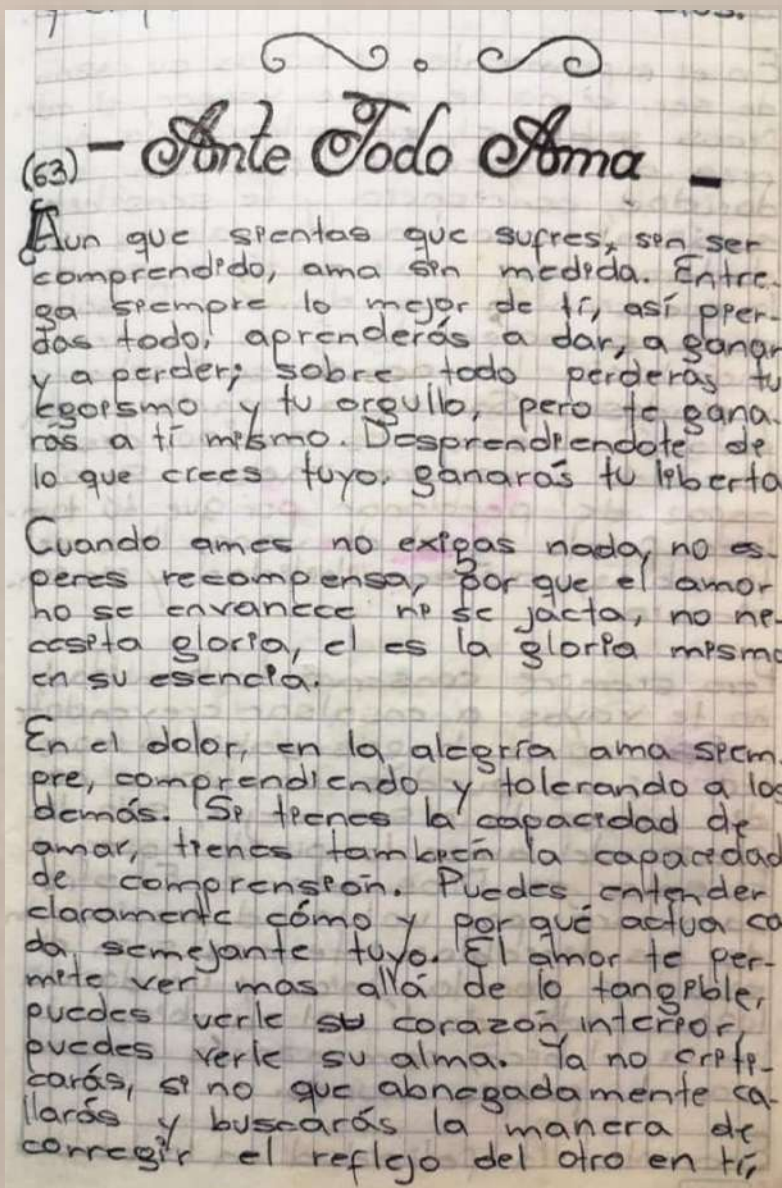 (63) - Ante Todo Ama -
Aun que sientas que sufres, sin ser
comprendido, ama sin medida. Entre-
ga siempre lo mejor de tí, así pier-
das todo, aprenderás a dar, a ganar
y a perder; sobre todo perderás tu
Egoismo y tu orgullo, pero te gana-
rás a tí mismo. Desprendiendote de
lo que crees tuyo, ganarás tu liberta
Cuando ames no exigas nada, no es-
peres recompensa, por que el amor
no se envanece ni se jacta, no ne-
cesita gloria, el es la gloria misma
en su esencia.
En el dolor, en la alegría ama siem-
pre, comprendiendo y tolerando a los
demás. Si tienes la capacidad de
amar, tienes también la capacidad
de comprensión. Puedes entender
claramente cómo y por qué actua ca
da semejante tuyo. El amor te per-
mite ver mas allá de lo tangible,
puedes verle su corazón interior,
puedes verle su alma. Ya no criti-
carás, si no que abnegadamente ca-
llarás y buscarás la manera de
corregir el reflejo del otro en tí,